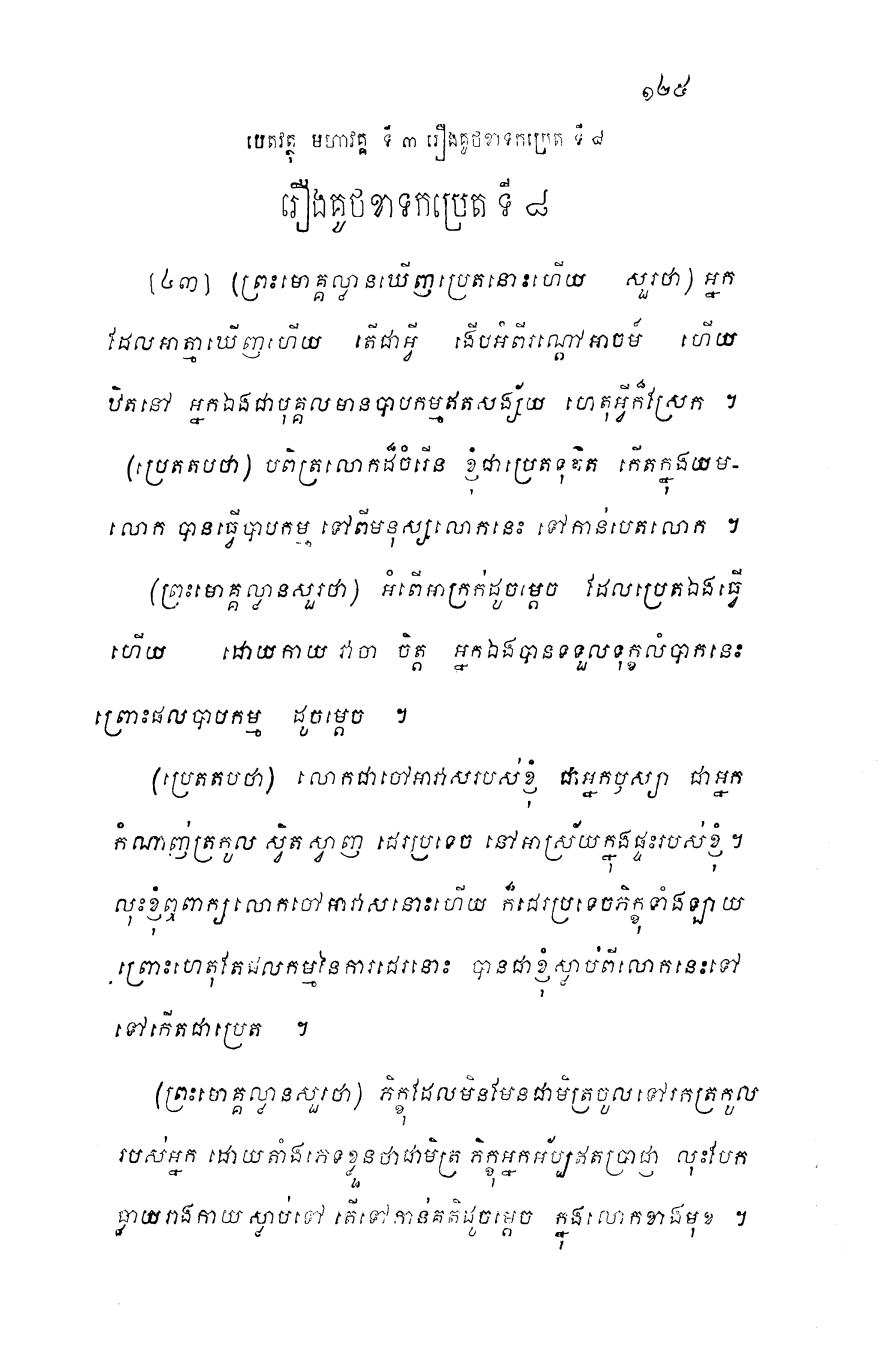 ១២៥
បេតវត្ថុ មហាវគ្គ ទី ៣ រឿងគូថខាទកប្រេត ទី ៨
រឿងគូថខាទកប្រេត ទី ៨
[៤៣] (ព្រះមោគ្គល្លានឃើញប្រេតនោះហើយ សួរថា) អ្នក
ដែលអាត្មាឃើញហើយ តើជាអ្វី ងើបអំពីរណ្តៅអាចម៍ ហើយ
ឋិតនៅ អ្នកឯងជាបុគ្គលមានបាបកម្មឥតសង្ស័យ ហេតុអ្វីក៏ស្រែក ។
(ប្រេតតបថា) បពិត្រលោកដ៏ចំរើន ខ្ញុំជាប្រេតទុគ៌ត កើតក្នុងយម-
លោក បានធ្វើបាបកម្ម ទៅពីមនុស្សលោកនេះ ទៅកាន់បេតលោក ។
(ព្រះមោគ្គល្លានសួរថា) អំពើអាក្រក់ដូចម្តេច ដែលប្រេតឯងធ្វើ
ហើយ ដោយកាយ វាចា ចិត្ត អ្នកឯងបានទទួលទុក្ខលំបាកនេះ
ព្រោះផលបាបកម្ម ដូចម្តេច ។
(ប្រេតតបថា) លោកជាចៅអាវាសរបស់ខ្ញុំ ជាអ្នកឫស្យា ជាអ្នក
កំណាញ់ត្រកូល ស្វិតស្វាញ ដេរប្រទេច នៅអាស្រ័យក្នុងផ្ទះរបស់ខ្ញុំ ។
លុះខ្ញុំឮពាក្យលោកចៅអាវាសនោះហើយ ក៏ដេរប្រទេចភិក្ខុទាំងឡាយ
ព្រោះហេតុតែផលកម្មនៃការដេរនោះ បានជាខ្ញុំស្លាប់ពីលោកនេះទៅ
ទៅកើតជាប្រេត ។
(ព្រះមោគ្គល្លានសួរថា) ភិក្ខុដែលមិនមែនជាមិត្រចូលទៅរកត្រកូល
របស់អ្នក ដោយតាំងភេទខ្លួនថាជាមិត្រ ភិក្ខុអ្នកអ័ប្បឥតប្រាជ្ញា លុះបែក
ធ្លាយរាងកាយ ស្លាប់ទៅ តើទៅកាន់គតិដូចម្តេច ក្នុងលោកខាងមុខ ។